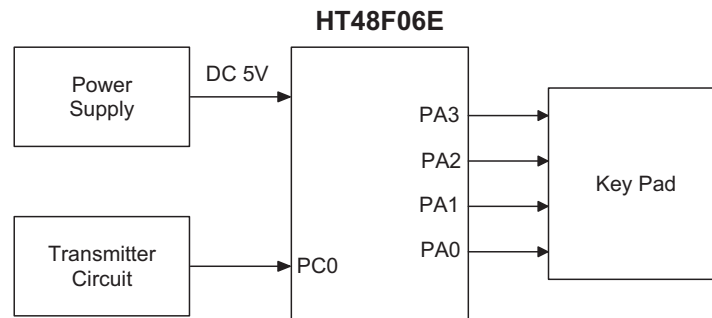 HT48F06E
Power
Supply
DC 5V
Transmitter
Circuit
PC0
PA3
PA2
PA1
PA0
Key Pad